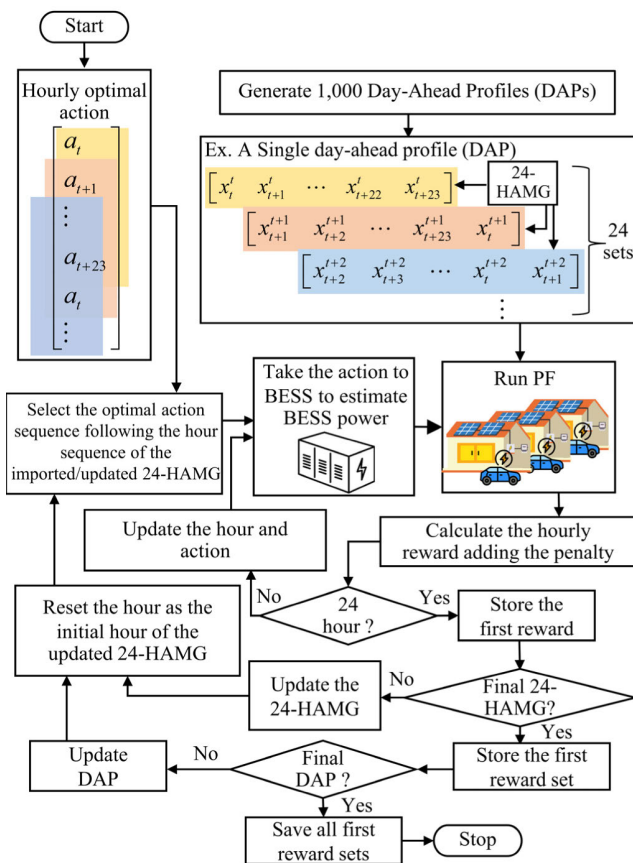 Start
Hourly optimal
action
a_t
a_{t+1}
⋮
a_{t+23}
a_t
⋮
Generate 1,000 Day-Ahead Profiles (DAPs)
Ex. A Single day-ahead profile (DAP)
[x_t^t x_{t+1}^t ⋯ x_{t+22}^t x_{t+23}^t]
24-
HAMG
[x_{t+1}^{t+1} x_{t+2}^{t+1} ⋯ x_{t+23}^{t+1} x_t^{t+1}]
[x_{t+2}^{t+2} x_{t+3}^{t+2} ⋯ x_t^{t+2} x_{t+1}^{t+2}]
⋮
24
sets
Select the optimal action
sequence following the hour
sequence of the
imported/updated 24-HAMG
Take the action to
BESS to estimate
BESS power
Run PF
Update the hour and
action
Calculate the hourly
reward adding the penalty
No
24
hour ?
Yes
Store the
first reward
Reset the hour as the
initial hour of the
updated 24-HAMG
Update the
24-HAMG
No
Final 24-
HAMG?
Yes
Update
DAP
No
Final
DAP ?
Store the first
reward set
Yes
Save all first
reward sets
Stop